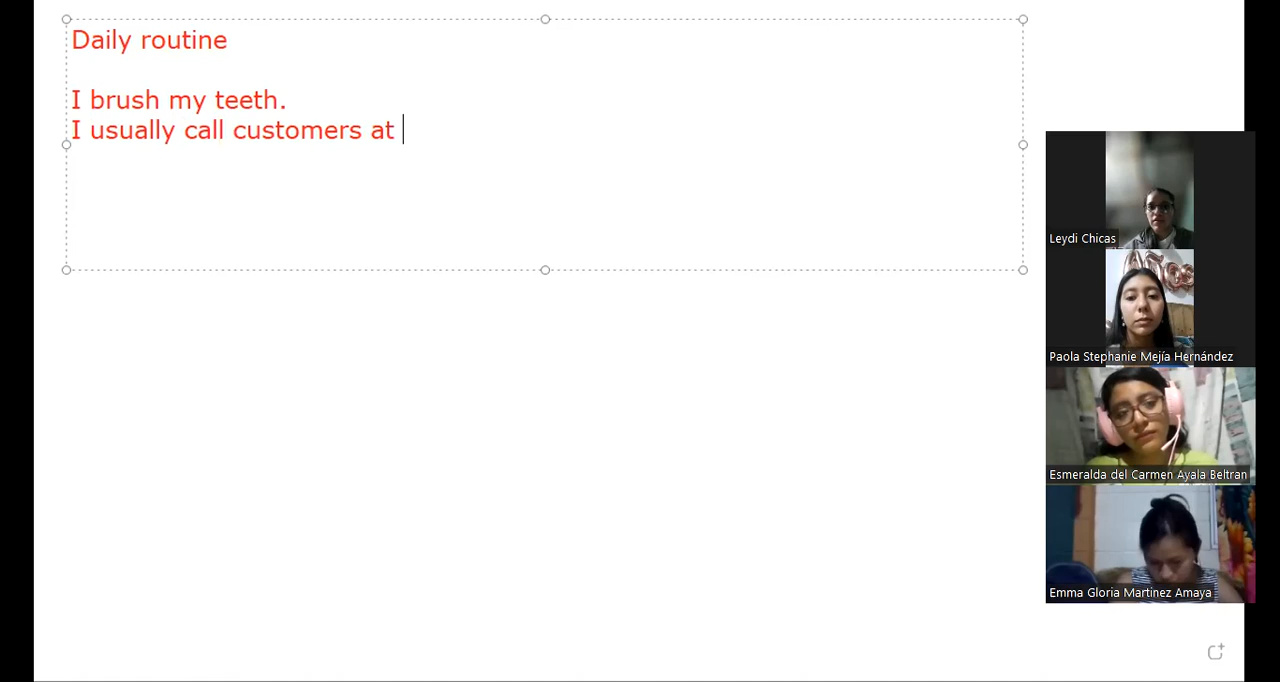 Daily routine
I brush my teeth.
I usually call customers at
Leydi Chicas
Paola Stephanie Mejía Hernández
Esmeralda del Carmen Ayala Beltran
Emma Gloria Martinez Amaya